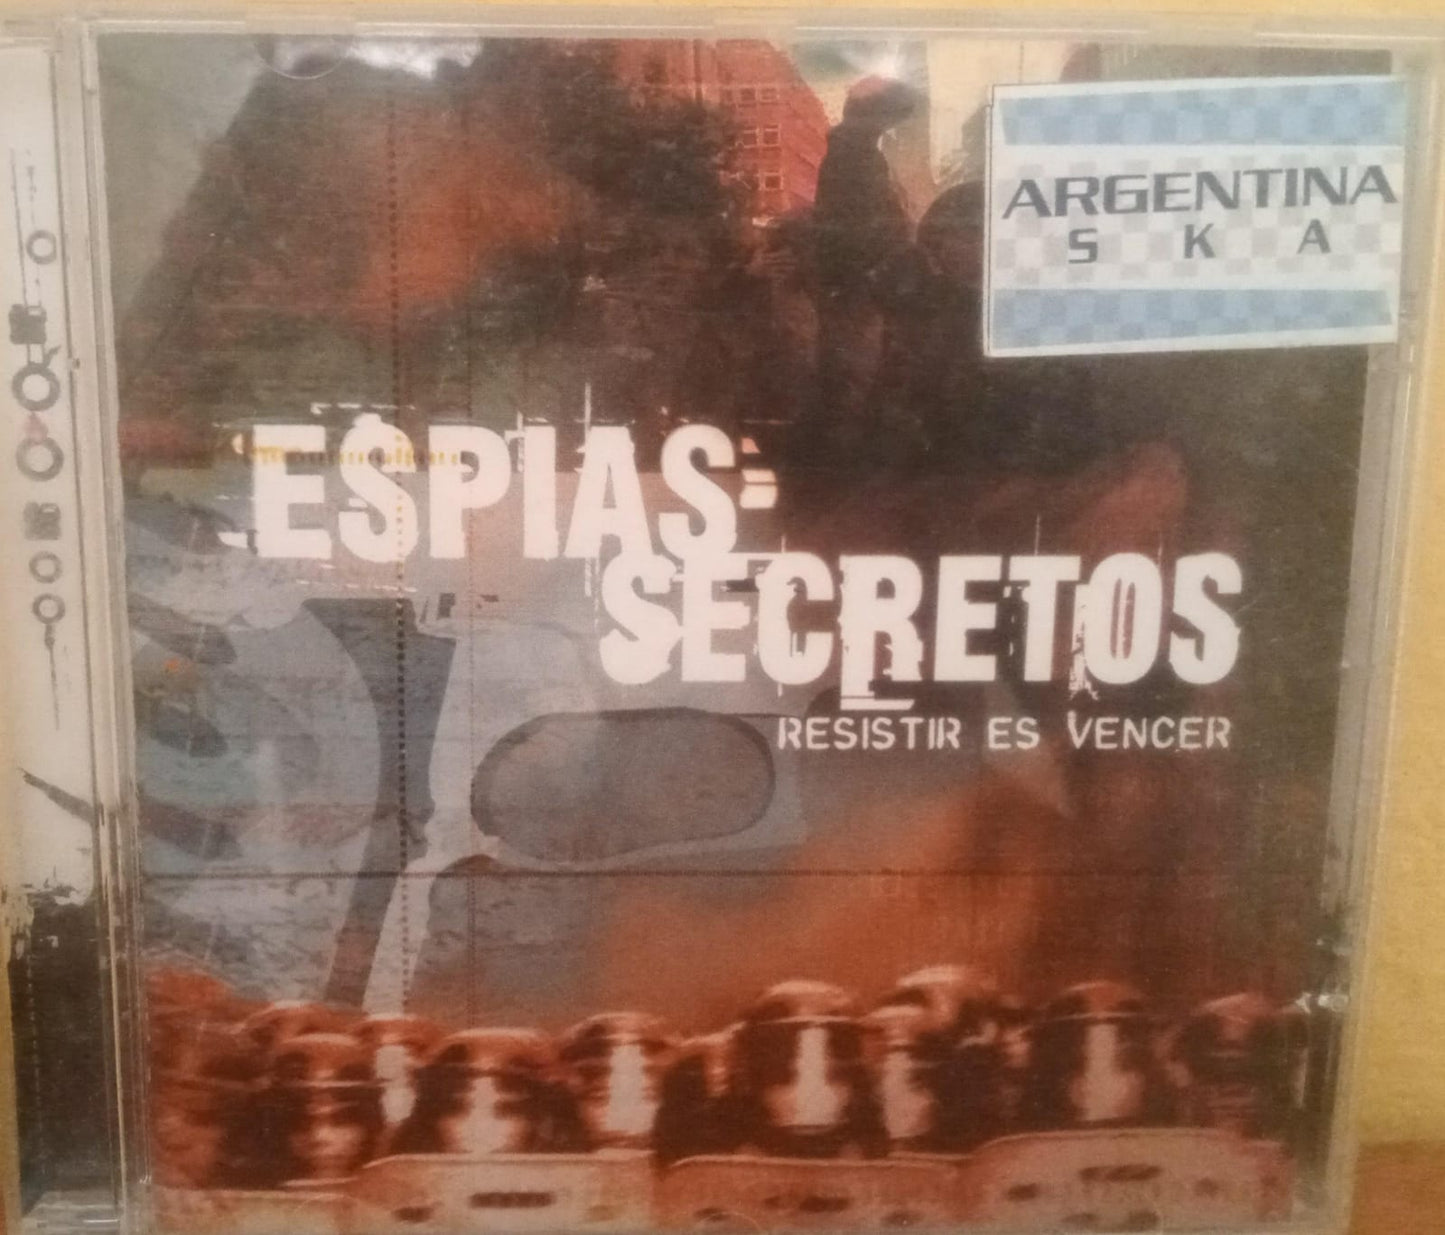 ARGENTINA
SKA
ESPIAS
SECRETOS
RESISTIR ES VENCER